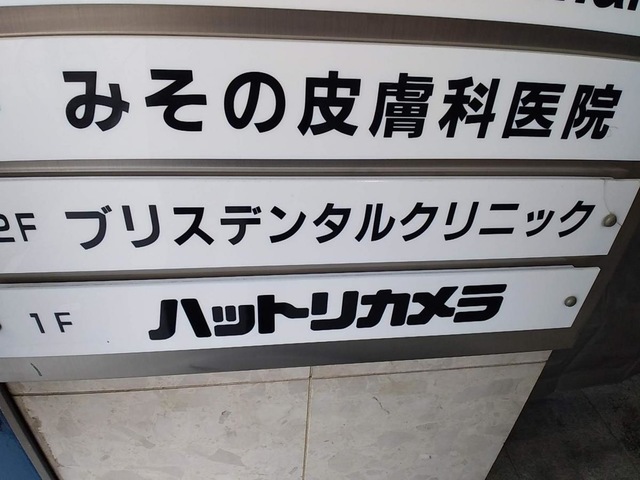 みその皮膚科医院
2F ブリスデンタルクリニック
1F ハットリカメラ